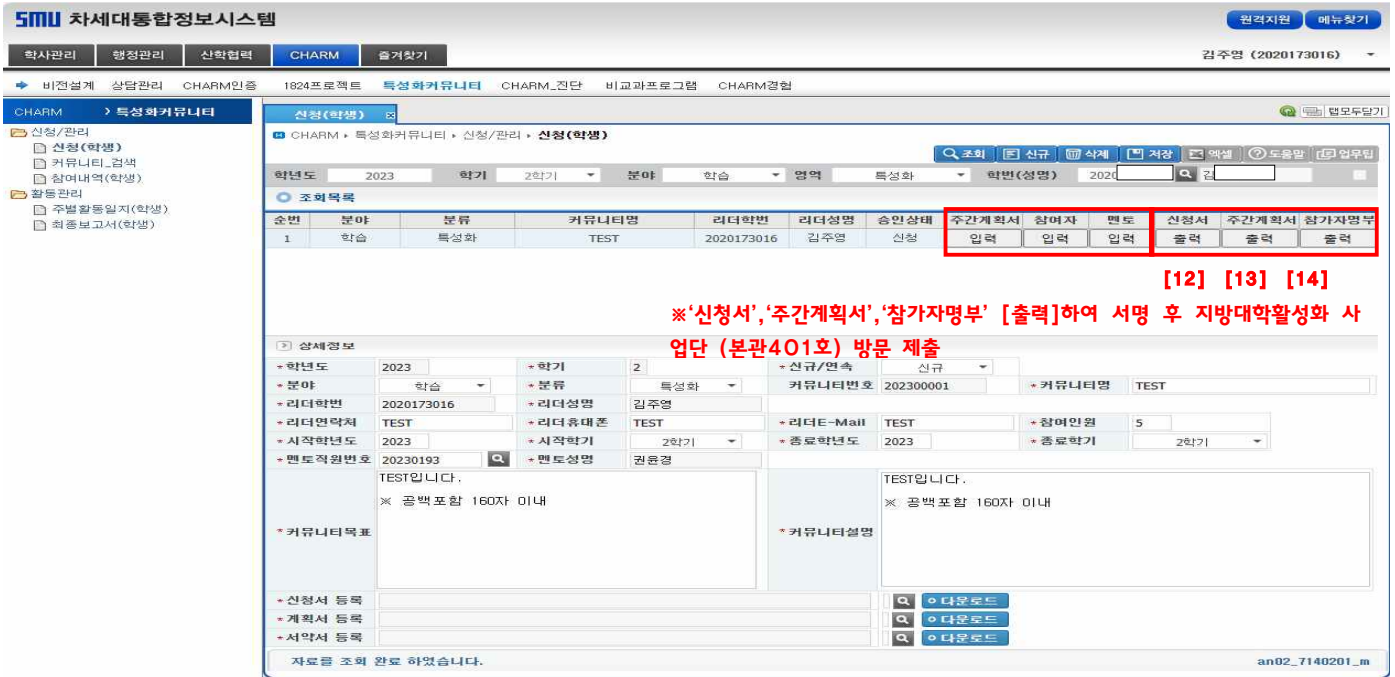 SMU 차세대통합정보시스템 원격지원 메뉴찾기
학사관리 행정관리 산학협력 CHARM 즐겨찾기 김주영 (2020173016)
비전설계 상담관리 CHARM인증 1824프로젝트 특성화커뮤니티 CHARM_진단 비교과프로그램 CHARM경험
CHARM > 특성화커뮤니티
신청/관리
신청(학생)
커뮤니티_검색
참여내역(학생)
활동관리
주별활동일지(학생)
최종보고서(학생)
신청(학생) 탭모두닫기
CHARM 특성화커뮤니티 신청/관리 신청(학생)
조회 신규 삭제 저장 엑셀 도움말 업무팁
학년도 2023 학기 2학기 분야 학습 영역 특성화 학번(성명) 2020 김
조회목록
순번 분야 분류 커뮤니티명 리더학번 리더성명 승인상태 주간계획서 참여자 멘토 신청서 주간계획서 참가자명부
1 학습 특성화 TEST 2020173016 김주영 신청 입력 입력 입력 출력 출력 출력
[12] [13] [14]
※‘신청서’,‘주간계획서’,‘참가자명부’ [출력]하여 서명 후 지방대학활성화 사
업단 (본관401호) 방문 제출
상세정보
*학년도 2023 *학기 2 *신규/연속 신규
*분야 학습 *분류 특성화 커뮤니티번호 202300001 *커뮤니티명 TEST
*리더학번 2020173016 *리더성명 김주영
*리더연락처 TEST *리더휴대폰 TEST *리더E-Mail TEST *참여인원 5
*시작학년도 2023 *시작학기 2학기 *종료학년도 2023 *종료학기 2학기
*멘토직원번호 20230193 *멘토성명 권윤경
*커뮤니티목표 TEST입니다.
※ 공백포함 160자 이내
*커뮤니티설명 TEST입니다.
※ 공백포함 160자 이내
*신청서 등록 다운로드
*계획서 등록 다운로드
*서약서 등록 다운로드
자료를 조회 완료 하였습니다. an02_7140201_m